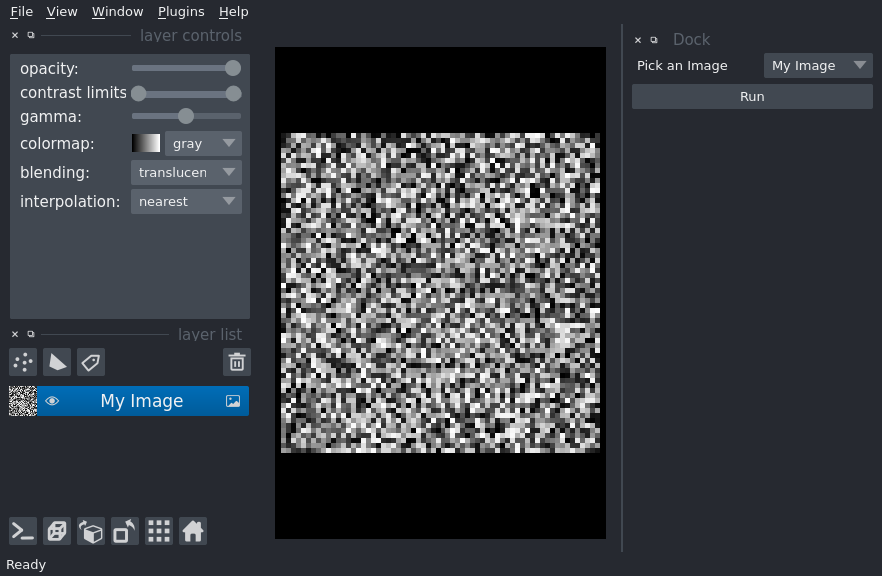 File View Window Plugins Help
layer controls
opacity:
contrast limits
gamma:
colormap: gray
blending: translucen
interpolation: nearest
layer list
My Image
Ready
Dock
Pick an Image My Image
Run